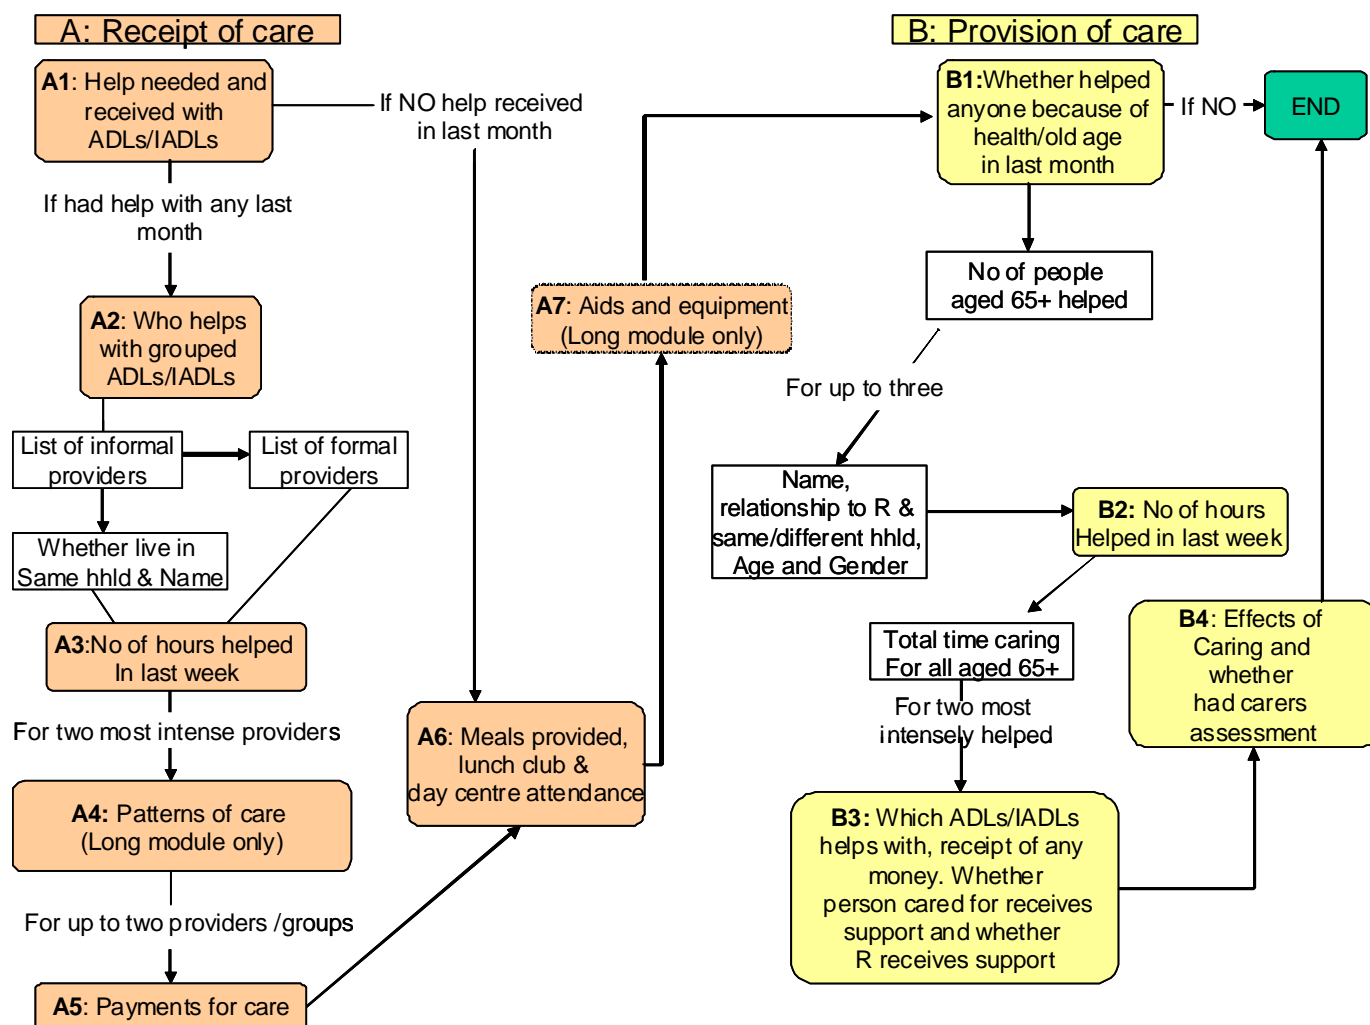 A: Receipt of care
A1: Help needed and
received with
ADLs/IADLs
If NO help received
in last month
If had help with any last
month
A2: Who helps
with grouped
ADLs/IADLs
List of informal
providers
List of formal
providers
Whether live in
Same hhld & Name
A3:No of hours helped
In last week
For two most intense providers
A4: Patterns of care
(Long module only)
For up to two providers /groups
A5: Payments for care
A6: Meals provided,
lunch club &
day centre attendance
A7: Aids and equipment
(Long module only)
B: Provision of care
B1:Whether helped
anyone because of
health/old age
in last month
If NO
END
No of people
aged 65+ helped
For up to three
Name,
relationship to R &
same/different hhld,
Age and Gender
B2: No of hours
Helped in last week
Total time caring
For all aged 65+
For two most
intensely helped
B3: Which ADLs/IADLs
helps with, receipt of any
money. Whether
person cared for receives
support and whether
R receives support
B4: Effects of
Caring and
whether
had carers
assessment